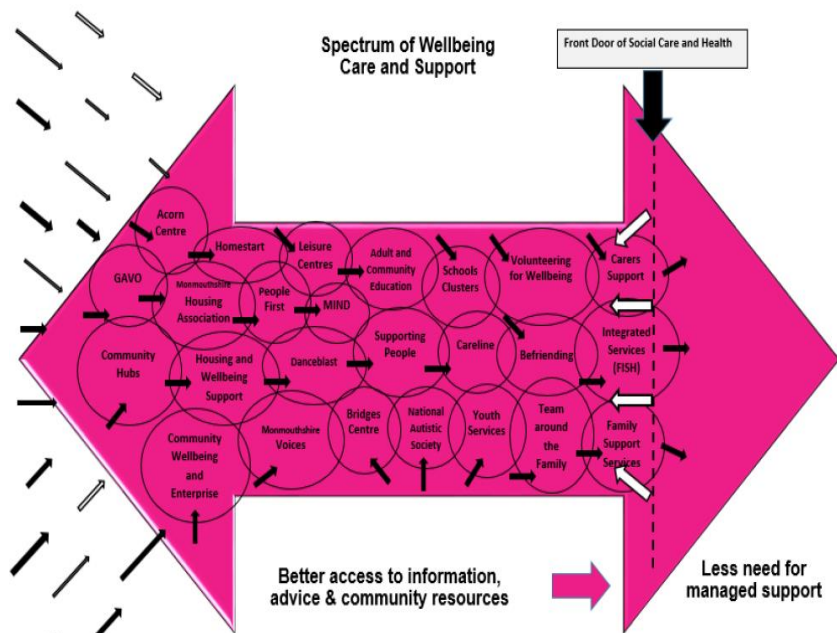 Spectrum of Wellbeing
Care and Support
Front Door of Social Care and Health
Acorn
Centre
Homestart
Leisure
Centres
Adult and
Community
Education
Schools
Clusters
Volunteering
for Wellbeing
Carers
Support
GAVO
Monmouthshire
Housing
Association
People
First
MIND
Community
Hubs
Housing and
Wellbeing
Support
Danceblast
Supporting
People
Careline
Befriending
Integrated
Services
(FISH)
Community
Wellbeing
and
Enterprise
Monmouthshire
Voices
Bridges
Centre
National
Autistic
Society
Youth
Services
Team
around
the
Family
Family
Support
Services
Better access to information,
advice & community resources
Less need for
managed support